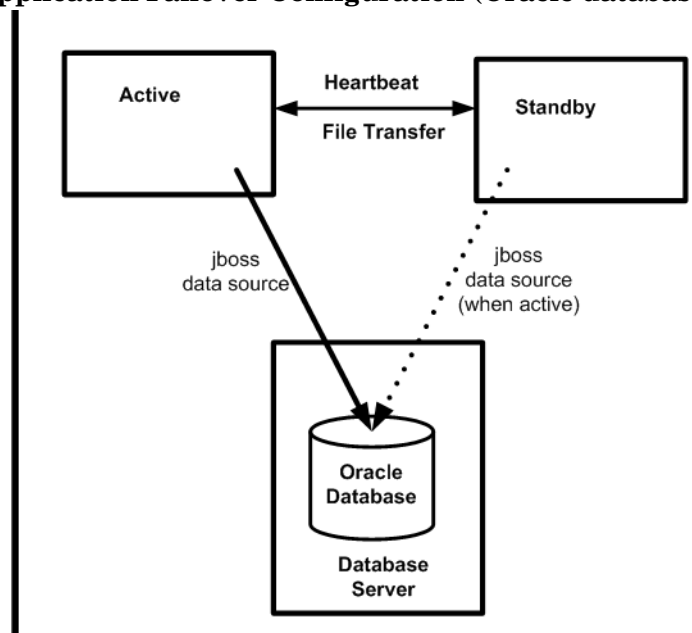 Application Failover Configuration (Oracle databas
Active
Heartbeat
File Transfer
Standby
jboss
data source
jboss
data source
(when active)
Oracle
Database
Database
Server